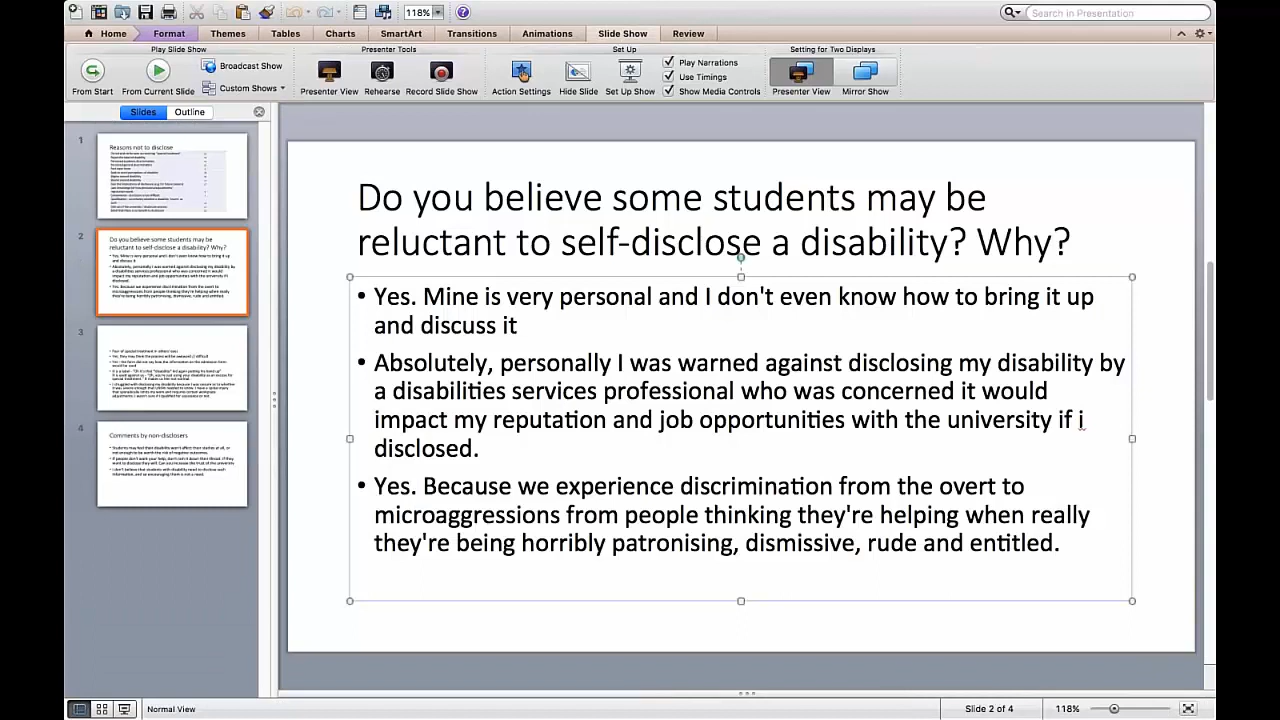 118%
Search in Presentation
Home Format Themes Tables Charts SmartArt Transitions Animations Slide Show Review
Play Slide Show Presenter Tools Set Up Setting for Two Displays
From Start From Current Slide Broadcast Show Custom Shows Presenter View Rehearse Record Slide Show Action Settings Hide Slide Set Up Show Play Narrations Use Timings Show Media Controls Presenter View Mirror Show
Slides Outline
1
Reasons not to disclose
2
Do you believe some students may be
reluctant to self-disclose a disability? Why?
3
4
Comments by non-disclosers
Do you believe some students may be
reluctant to self-disclose a disability? Why?
• Yes. Mine is very personal and I don't even know how to bring it up
and discuss it
• Absolutely, personally I was warned against disclosing my disability by
a disabilities services professional who was concerned it would
impact my reputation and job opportunities with the university if i
disclosed.
• Yes. Because we experience discrimination from the overt to
microaggressions from people thinking they're helping when really
they're being horribly patronising, dismissive, rude and entitled.
Normal View
Slide 2 of 4
118%